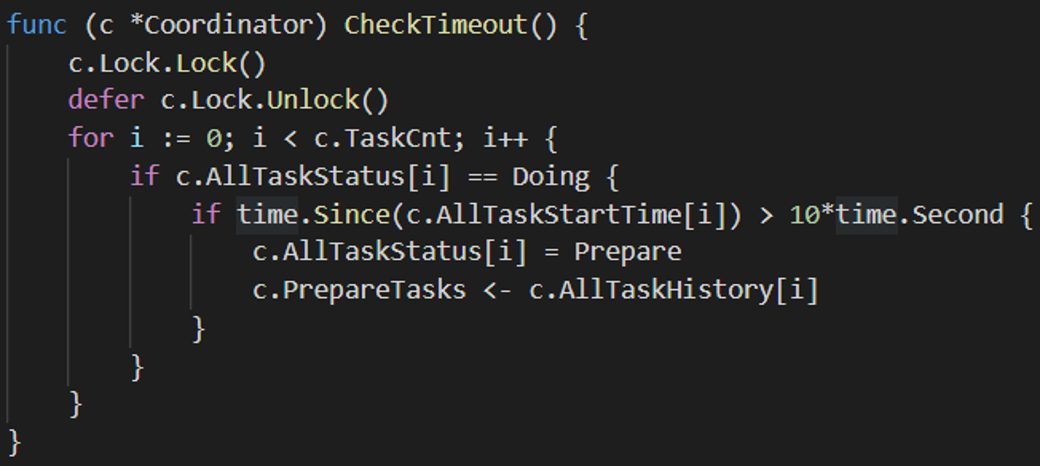 func (c *Coordinator) CheckTimeout() {
    c.Lock.Lock()
    defer c.Lock.Unlock()
    for i := 0; i < c.TaskCnt; i++ {
        if c.AllTaskStatus[i] == Doing {
            if time.Since(c.AllTaskStartTime[i]) > 10*time.Second {
                c.AllTaskStatus[i] = Prepare
                c.PrepareTasks <- c.AllTaskHistory[i]
            }
        }
    }
}